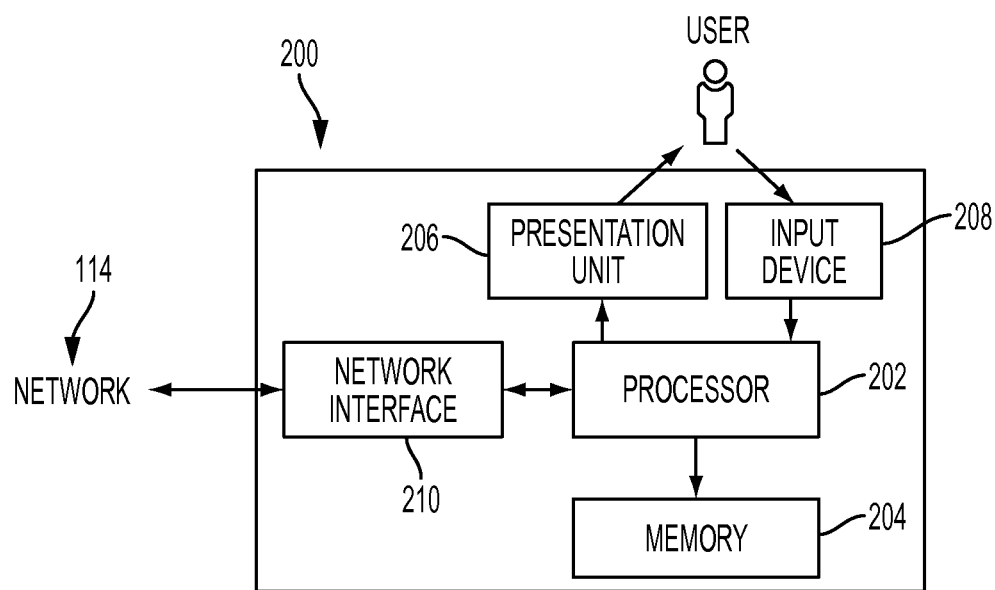 USER
200
206
PRESENTATION
UNIT
INPUT
DEVICE
208
114
NETWORK
NETWORK
INTERFACE
210
PROCESSOR
202
MEMORY
204